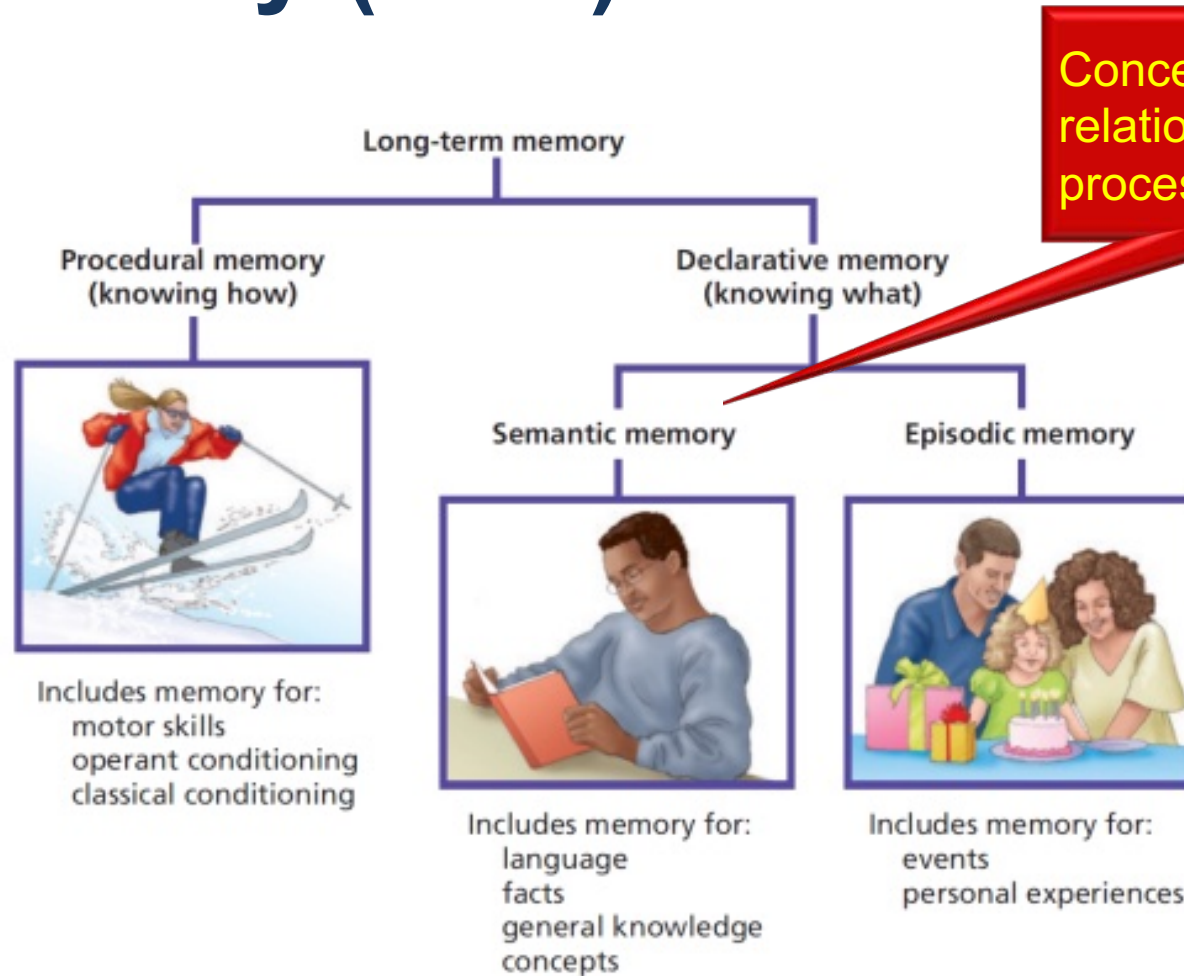 Long-term memory
Procedural memory
(knowing how)
Declarative memory
(knowing what)
Semantic memory
Episodic memory
Includes memory for:
motor skills
operant conditioning
classical conditioning
Includes memory for:
language
facts
general knowledge
concepts
Includes memory for:
events
personal experiences